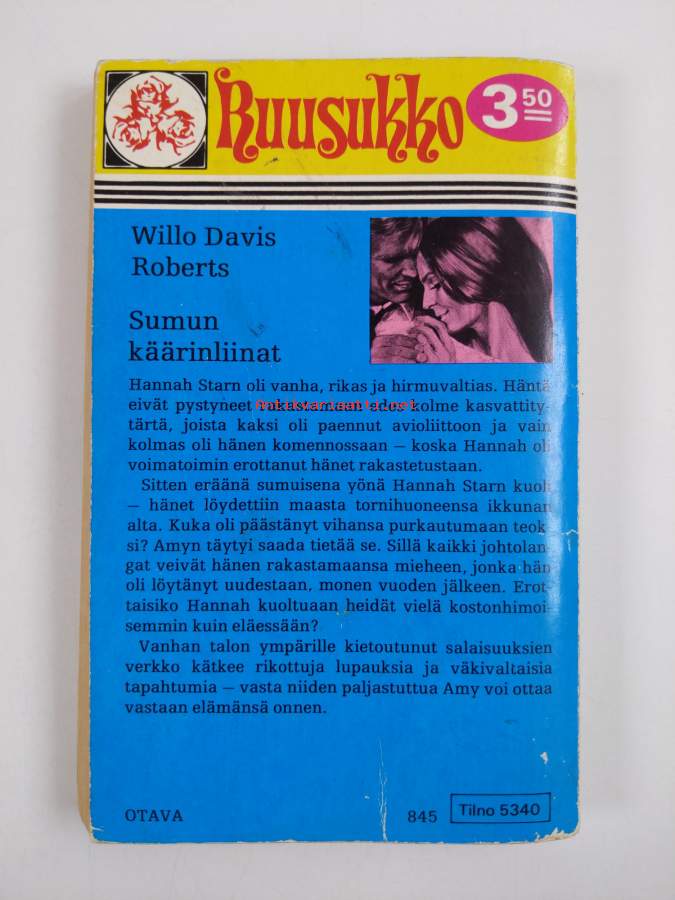 Ruusukko
3 50
Willo Davis
Roberts
Sumun
käärinliinat
Hannah Starn oli vanha, rikas ja hirmuvaltias. Häntä
eivät pystyneet rakastamaan edes kolme kasvattity-
tärtä, joista kaksi oli paennut avioliittoon ja vain
kolmas oli hänen komennossaan — koska Hannah oli
voimatoimin erottanut hänet rakastetustaan.
Sitten eräänä sumuisena yönä Hannah Starn kuoli
— hänet löydettiin maasta tornihuoneensa ikkunan
alta. Kuka oli päästänyt vihansa purkautumaan teok-
si? Amyn täytyi saada tietää se. Sillä kaikki johtolan-
gat veivät hänen rakastamaansa mieheen, jonka hän
oli löytänyt uudestaan, monen vuoden jälkeen. Erot-
taisiko Hannah kuoltuaan heidät vielä kostonhimoi-
semmin kuin eläessään?
Vanhan talon ympärille kietoutunut salaisuuksien
verkko kätkee rikottuja lupauksia ja väkivaltaisia
tapahtumia — vasta niiden paljastuttua Amy voi ottaa
vastaan elämänsä onnen.
OTAVA
845
Tilno 5340